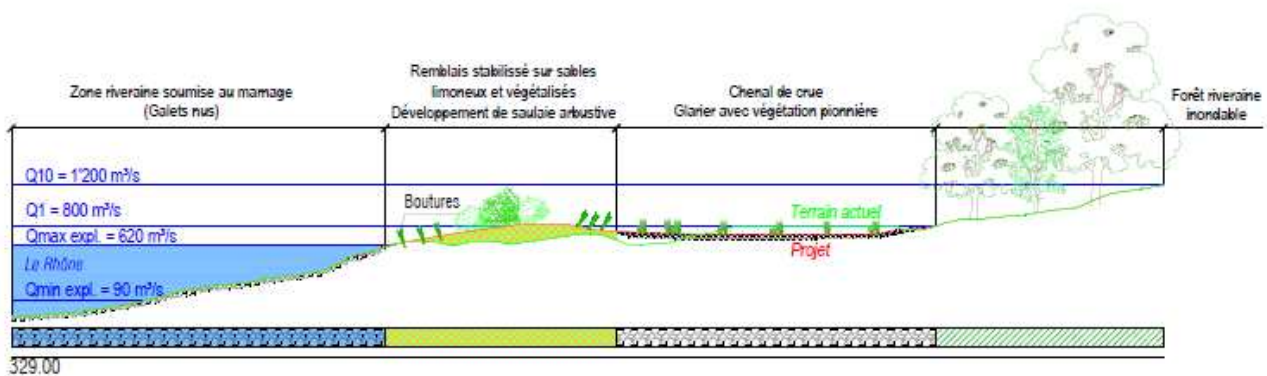 Zone riveraine soumise au marnage
(Galets nus)
Remblais stabilissé sur sables
limoneux et végétalisés
Développement de saulaie arbustive
Chenal de crue
Glarier avec végétation pionnière
Forêt riveraine
inondable
Q10 = 1'200 m³/s
Q1 = 800 m³/s
Qmax expl. = 620 m³/s
Le Rhône
Qmin expl. = 90 m³/s
Boutures
Terrain actuel
Projet
329.00